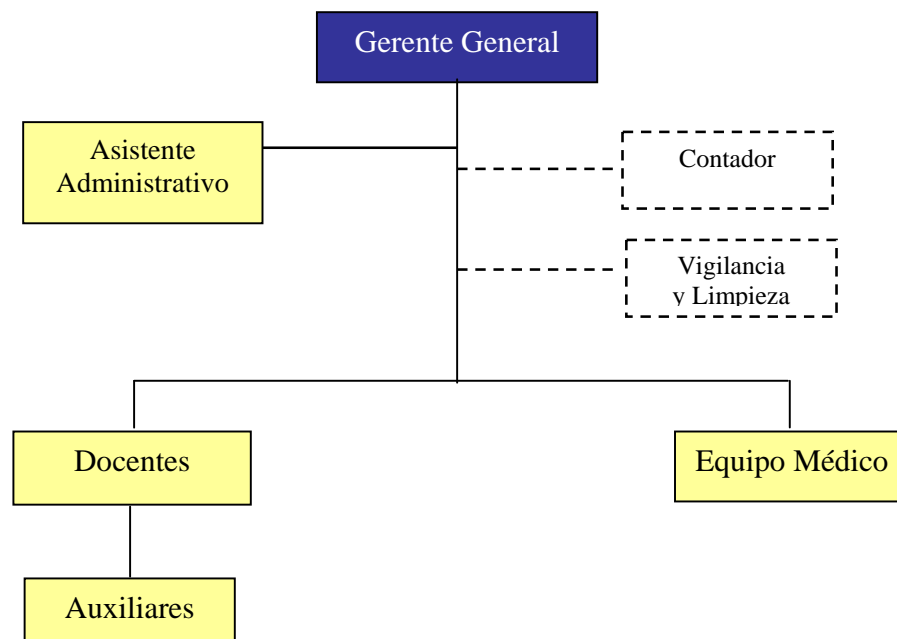 Gerente General
Asistente
Administrativo
Contador
Vigilancia
y Limpieza
Docentes
Equipo Médico
Auxiliares